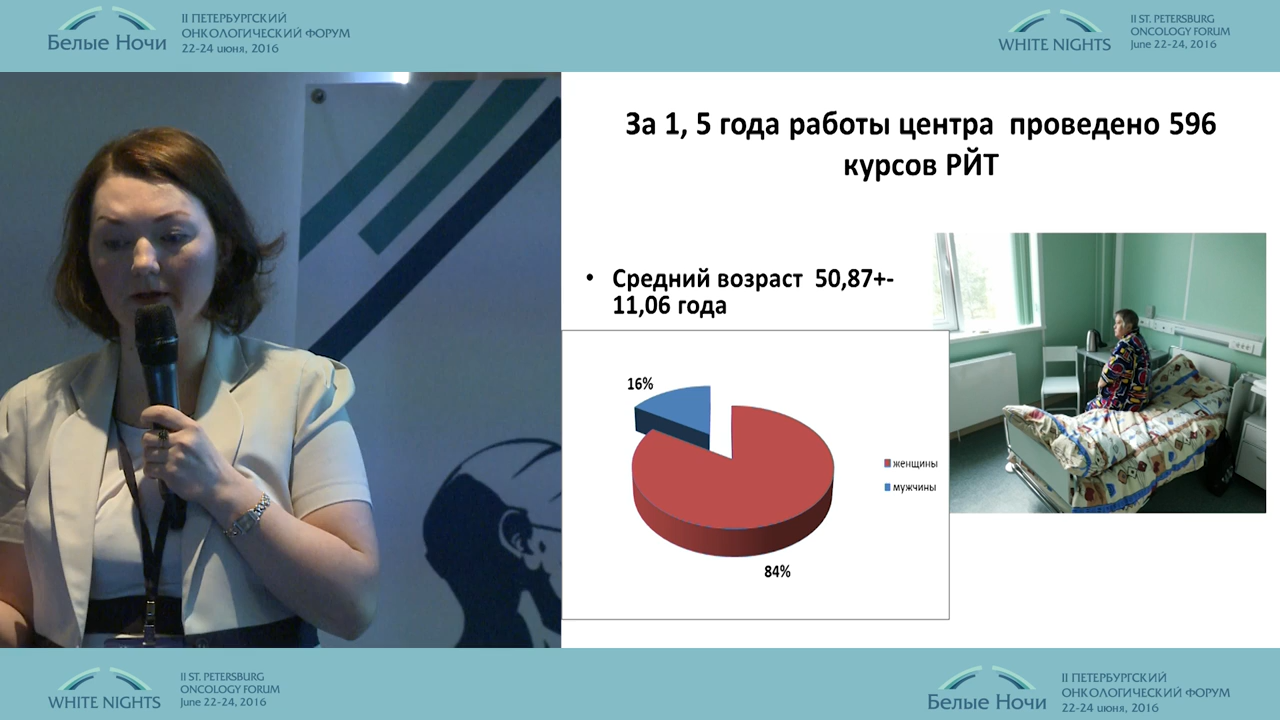 Белые Ночи
II ПЕТЕРБУРГСКИЙ
ОНКОЛОГИЧЕСКИЙ ФОРУМ
22-24 июня, 2016
WHITE NIGHTS
II ST. PETERSBURG
ONCOLOGY FORUM
June 22-24, 2016
За 1, 5 года работы центра проведено 596
курсов РЙТ
• Средний возраст 50,87+-
11,06 года
16%
84%
женщины
мужчины
WHITE NIGHTS
II ST. PETERSBURG
ONCOLOGY FORUM
June 22-24, 2016
Белые Ночи
II ПЕТЕРБУРГСКИЙ
ОНКОЛОГИЧЕСКИЙ ФОРУМ
22-24 июня, 2016